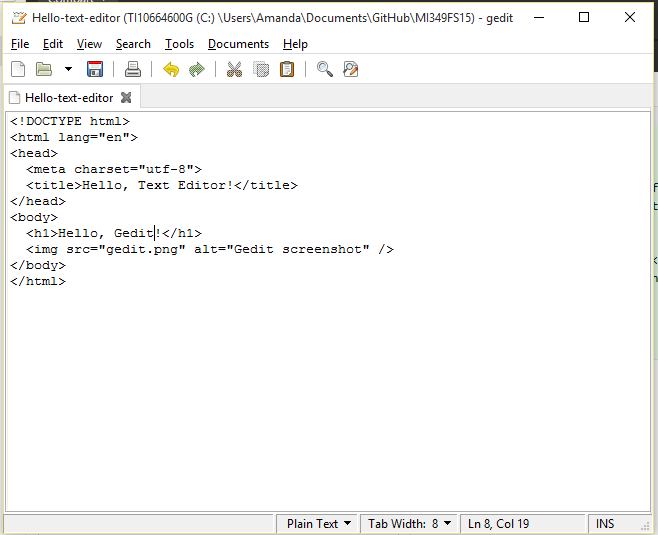 Hello-text-editor (TI10664600G (C:) \Users\Amanda\Documents\GitHub\MI349FS15) - gedit
File Edit View Search Tools Documents Help
Hello-text-editor
<!DOCTYPE html>
<html lang="en">
<head>
  <meta charset="utf-8">
  <title>Hello, Text Editor!</title>
</head>
<body>
  <h1>Hello, Gedit!</h1>
  <img src="gedit.png" alt="Gedit screenshot" />
</body>
</html>
Plain Text Tab Width: 8 Ln 8, Col 19 INS